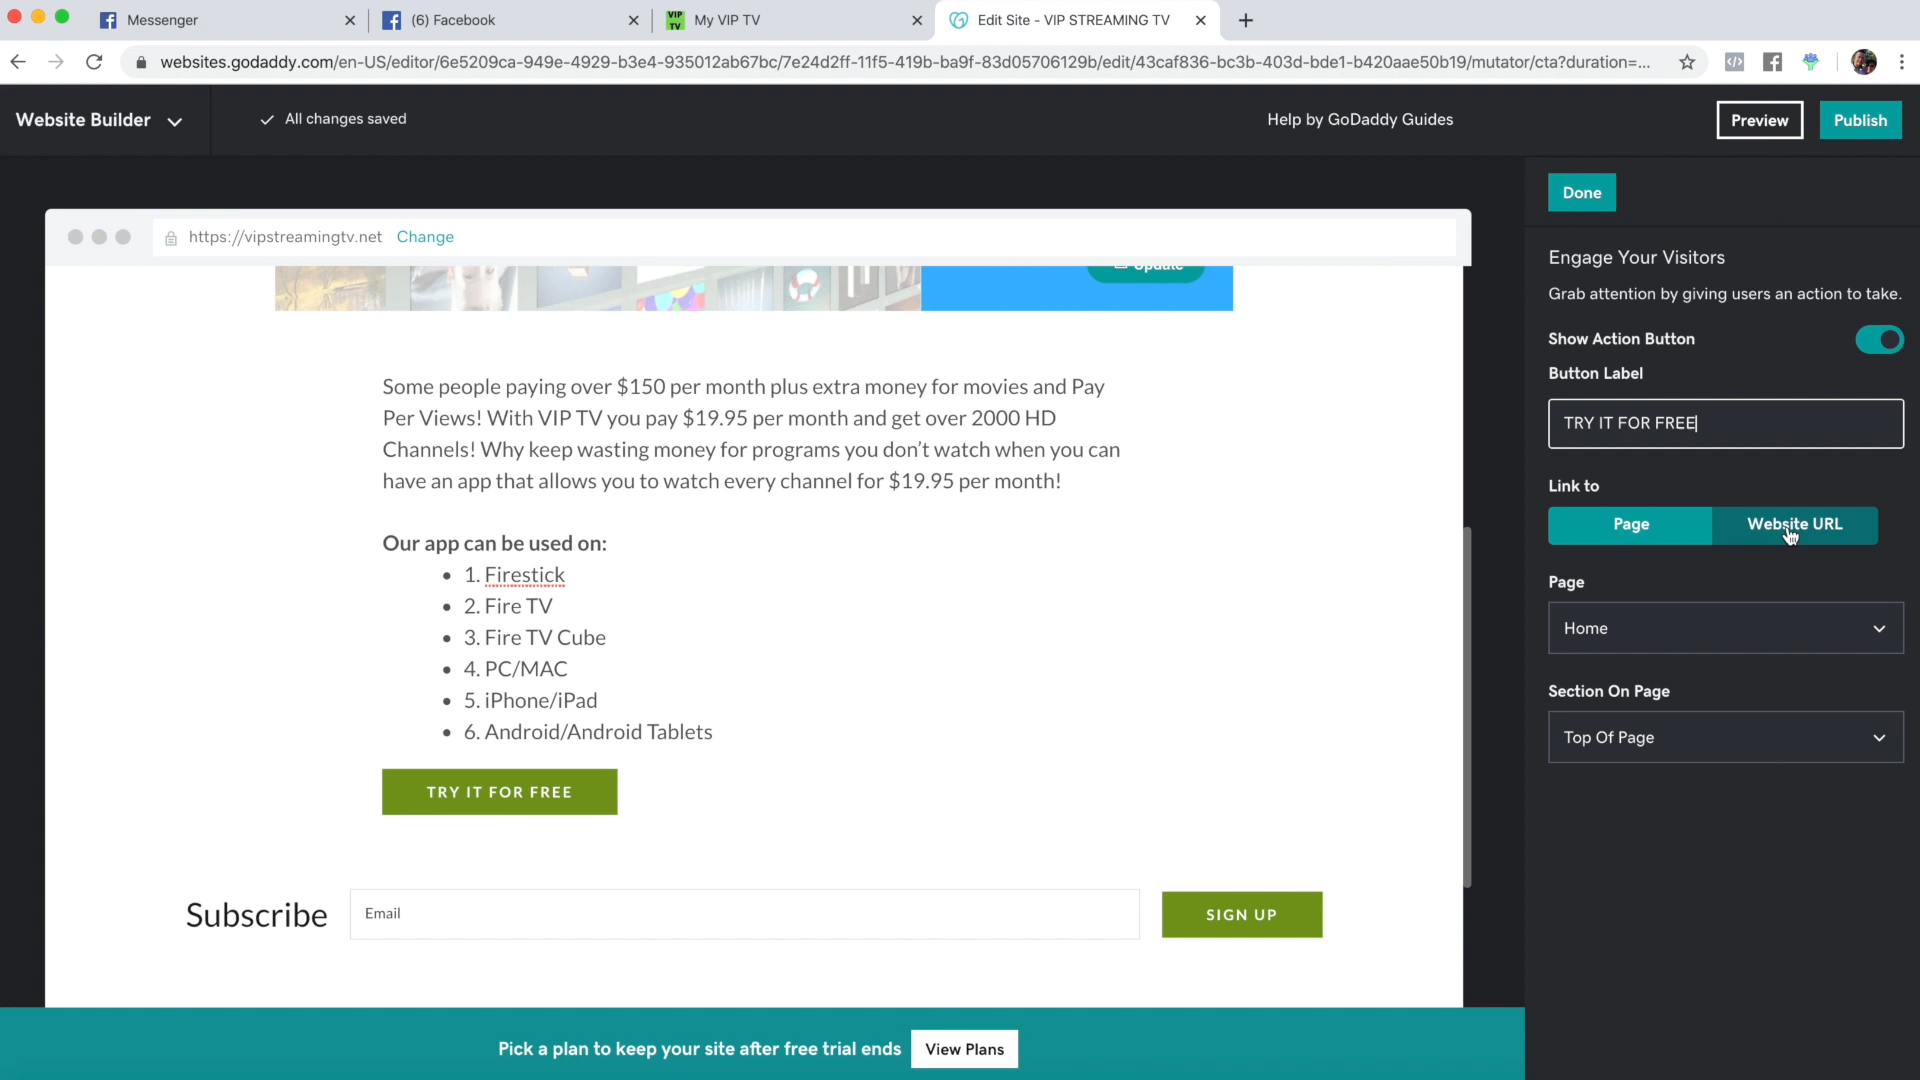 Messenger
(6) Facebook
VIP TV
My VIP TV
Edit Site - VIP STREAMING TV
websites.godaddy.com/en-US/editor/6e5209ca-949e-4929-b3e4-935012ab67bc/7e24d2ff-11f5-419b-ba9f-83d05706129b/edit/43caf836-bc3b-403d-bde1-b420aae50b19/mutator/cta?duration=...
Website Builder
All changes saved
Help by GoDaddy Guides
Preview
Publish
Done
https://vipstreamingtv.net Change
Update
Engage Your Visitors
Grab attention by giving users an action to take.
Show Action Button
Button Label
TRY IT FOR FREE
Link to
Page
Website URL
Page
Home
Section On Page
Top Of Page
Some people paying over $150 per month plus extra money for movies and Pay
Per Views! With VIP TV you pay $19.95 per month and get over 2000 HD
Channels! Why keep wasting money for programs you don't watch when you can
have an app that allows you to watch every channel for $19.95 per month!
Our app can be used on:
• 1. Firestick
• 2. Fire TV
• 3. Fire TV Cube
• 4. PC/MAC
• 5. iPhone/iPad
• 6. Android/Android Tablets
TRY IT FOR FREE
Subscribe
Email
SIGN UP
Pick a plan to keep your site after free trial ends
View Plans